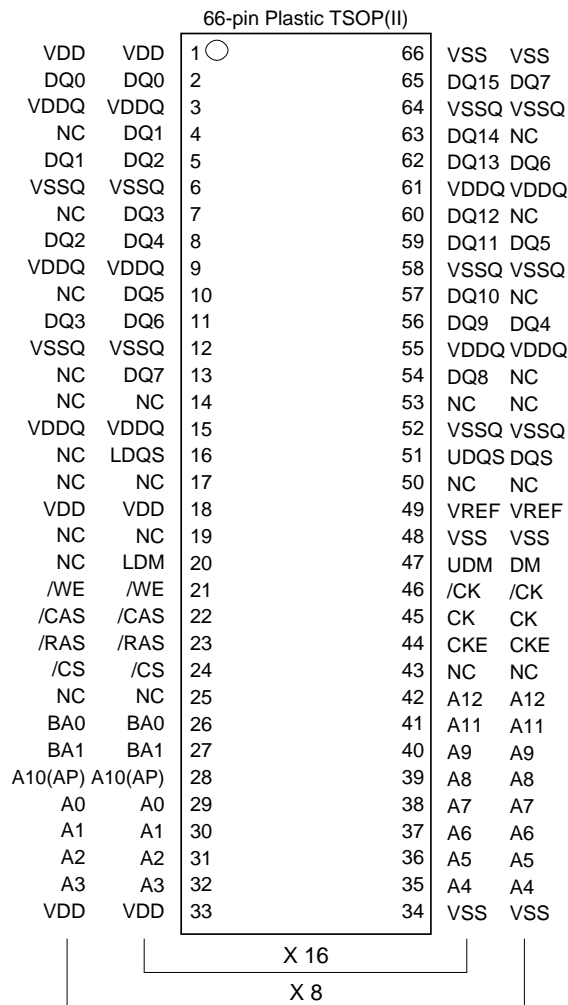 66-pin Plastic TSOP(II)
VDD VDD 1 66 VSS VSS
DQ0 DQ0 2 65 DQ15 DQ7
VDDQ VDDQ 3 64 VSSQ VSSQ
NC DQ1 4 63 DQ14 NC
DQ1 DQ2 5 62 DQ13 DQ6
VSSQ VSSQ 6 61 VDDQ VDDQ
NC DQ3 7 60 DQ12 NC
DQ2 DQ4 8 59 DQ11 DQ5
VDDQ VDDQ 9 58 VSSQ VSSQ
NC DQ5 10 57 DQ10 NC
DQ3 DQ6 11 56 DQ9 DQ4
VSSQ VSSQ 12 55 VDDQ VDDQ
NC DQ7 13 54 DQ8 NC
NC NC 14 53 NC NC
VDDQ VDDQ 15 52 VSSQ VSSQ
NC LDQS 16 51 UDQS DQS
NC NC 17 50 NC NC
VDD VDD 18 49 VREF VREF
NC NC 19 48 VSS VSS
NC LDM 20 47 UDM DM
/WE /WE 21 46 /CK /CK
/CAS /CAS 22 45 CK CK
/RAS /RAS 23 44 CKE CKE
/CS /CS 24 43 NC NC
NC NC 25 42 A12 A12
BA0 BA0 26 41 A11 A11
BA1 BA1 27 40 A9 A9
A10(AP) A10(AP) 28 39 A8 A8
A0 A0 29 38 A7 A7
A1 A1 30 37 A6 A6
A2 A2 31 36 A5 A5
A3 A3 32 35 A4 A4
VDD VDD 33 34 VSS VSS
X 16
X 8